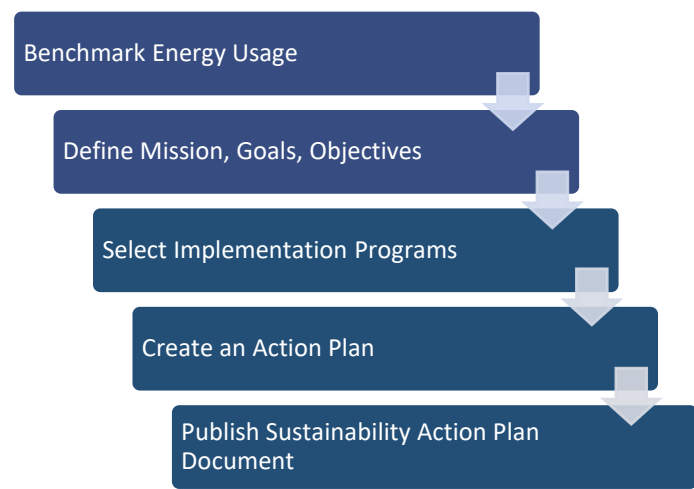 Benchmark Energy Usage
Define Mission, Goals, Objectives
Select Implementation Programs
Create an Action Plan
Publish Sustainability Action Plan
Document